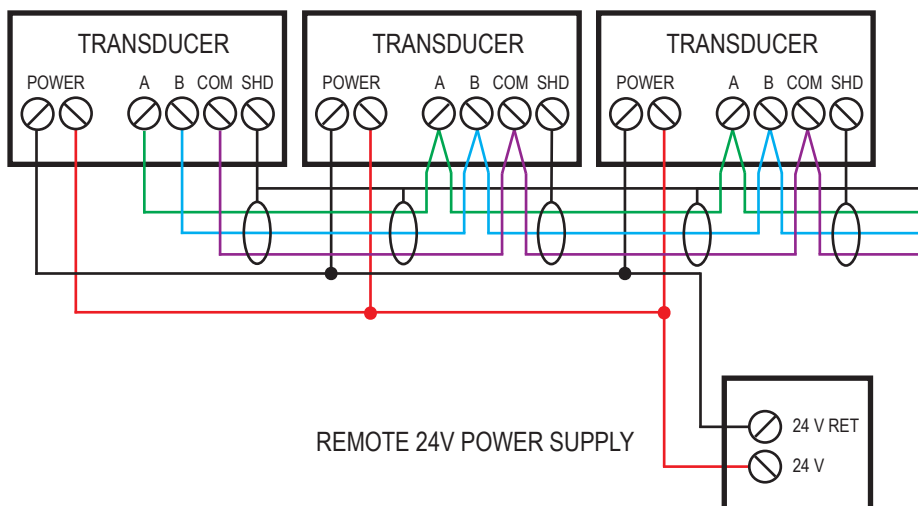 TRANSDUCER TRANSDUCER TRANSDUCER
POWER A B COM SHD POWER A B COM SHD POWER A B COM SHD
24 V RET
REMOTE 24V POWER SUPPLY
24 V